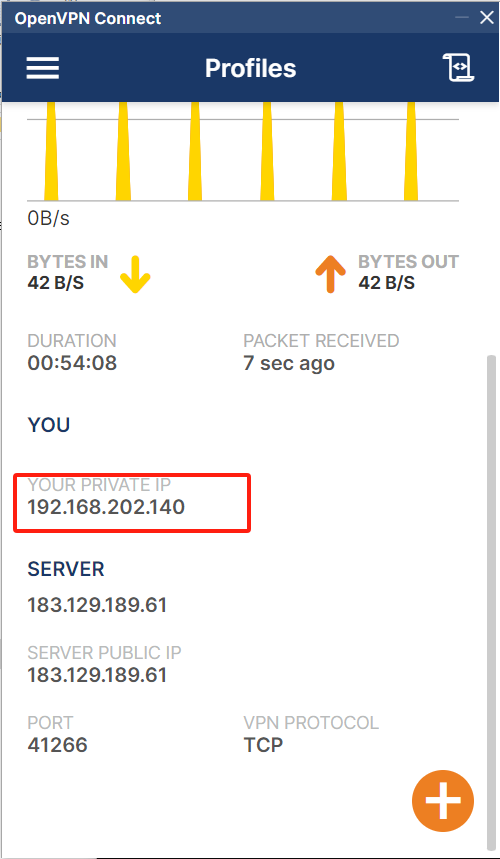 OpenVPN Connect
Profiles
0B/s
BYTES IN
42 B/S
BYTES OUT
42 B/S
DURATION
00:54:08
PACKET RECEIVED
7 sec ago
YOU
YOUR PRIVATE IP
192.168.202.140
SERVER
183.129.189.61
SERVER PUBLIC IP
183.129.189.61
PORT
41266
VPN PROTOCOL
TCP